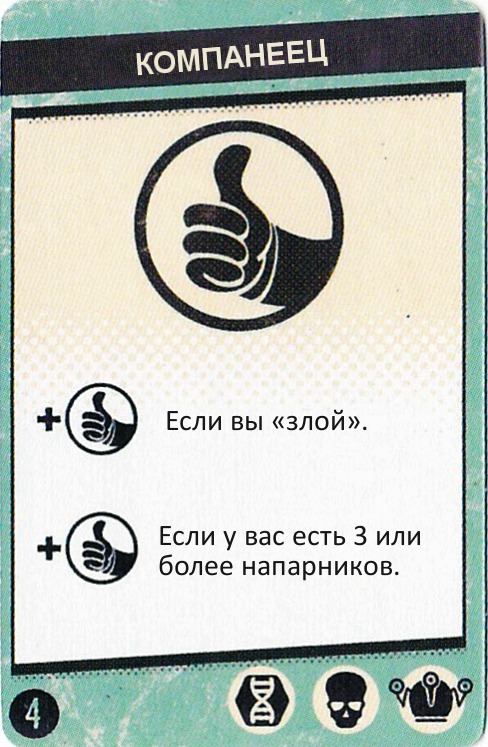 КОМПАНЕЕЦ
+ Если вы «злой».
+ Если у вас есть 3 или
более напарников.
4